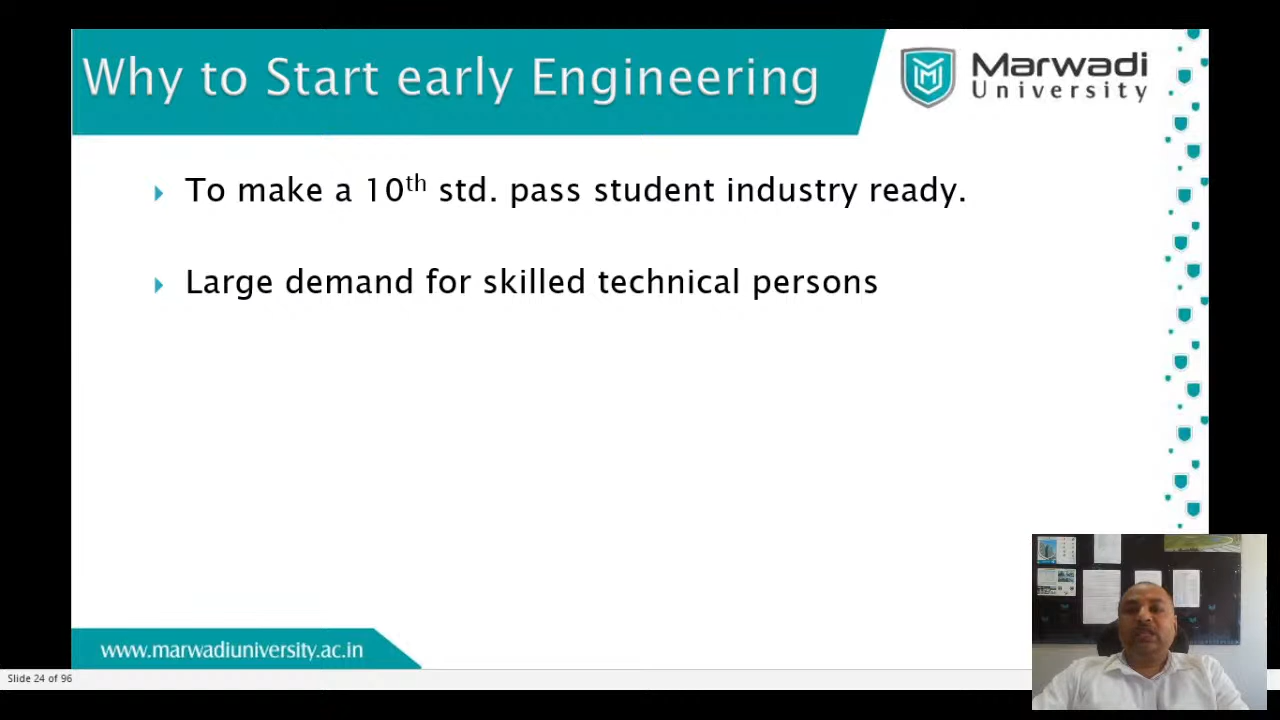 Why to Start early Engineering
Marwadi
University
To make a 10th std. pass student industry ready.
Large demand for skilled technical persons
www.marwadiuniversity.ac.in
Slide 24 of 96